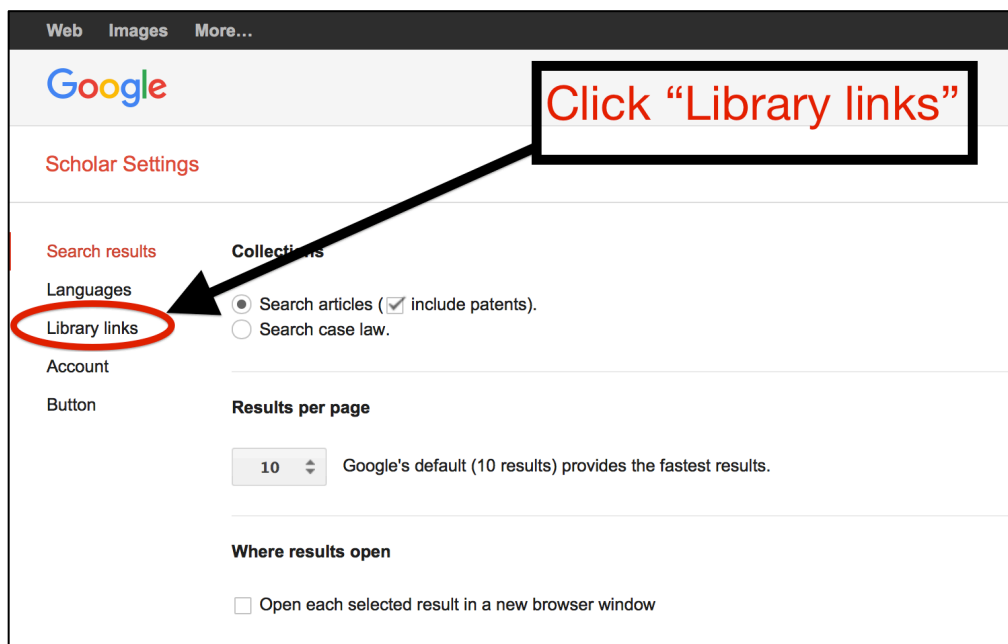 Web Images More…
Google
Click “Library links”
Scholar Settings
Search results
Languages
Library links
Account
Button
Collections
Search articles (include patents).
Search case law.
Results per page
10 Google's default (10 results) provides the fastest results.
Where results open
Open each selected result in a new browser window